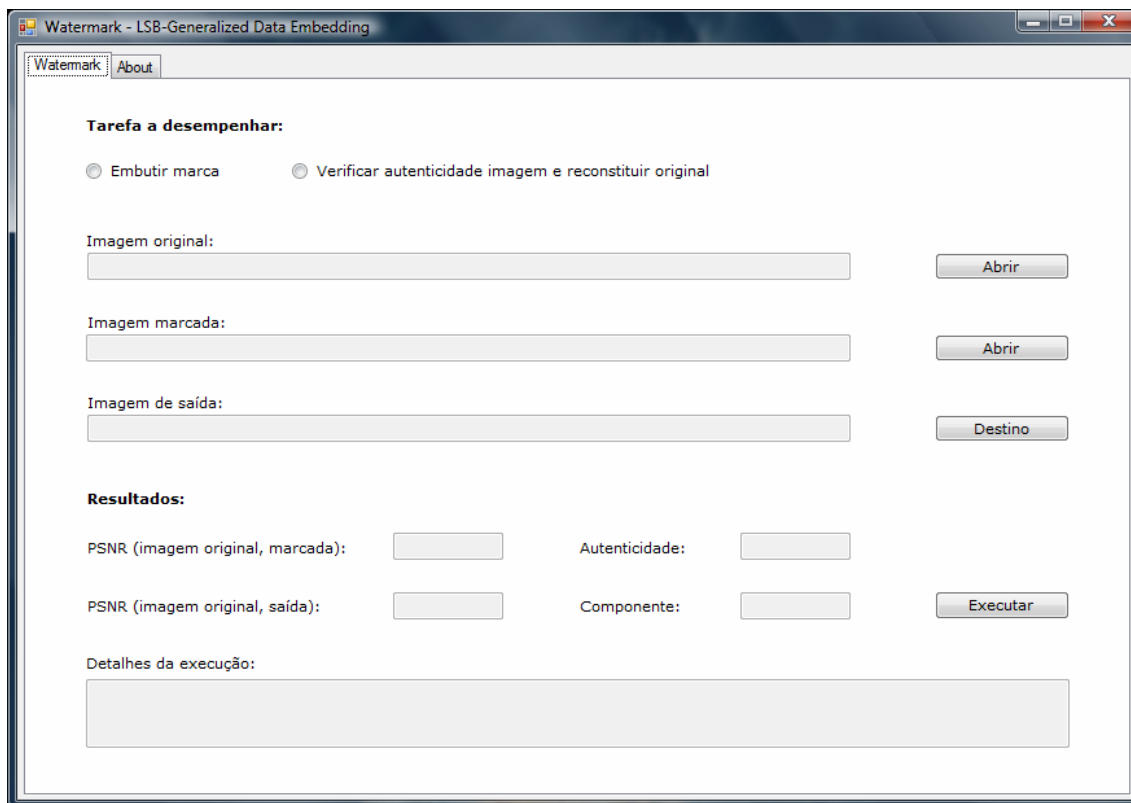 Watermark - LSB-Generalized Data Embedding
Watermark About
Tarefa a desempenhar:
Embutir marca Verificar autenticidade imagem e reconstituir original
Imagem original:
Abrir
Imagem marcada:
Abrir
Imagem de saída:
Destino
Resultados:
PSNR (imagem original, marcada): Autenticidade:
PSNR (imagem original, saída): Componente: Executar
Detalhes da execução: